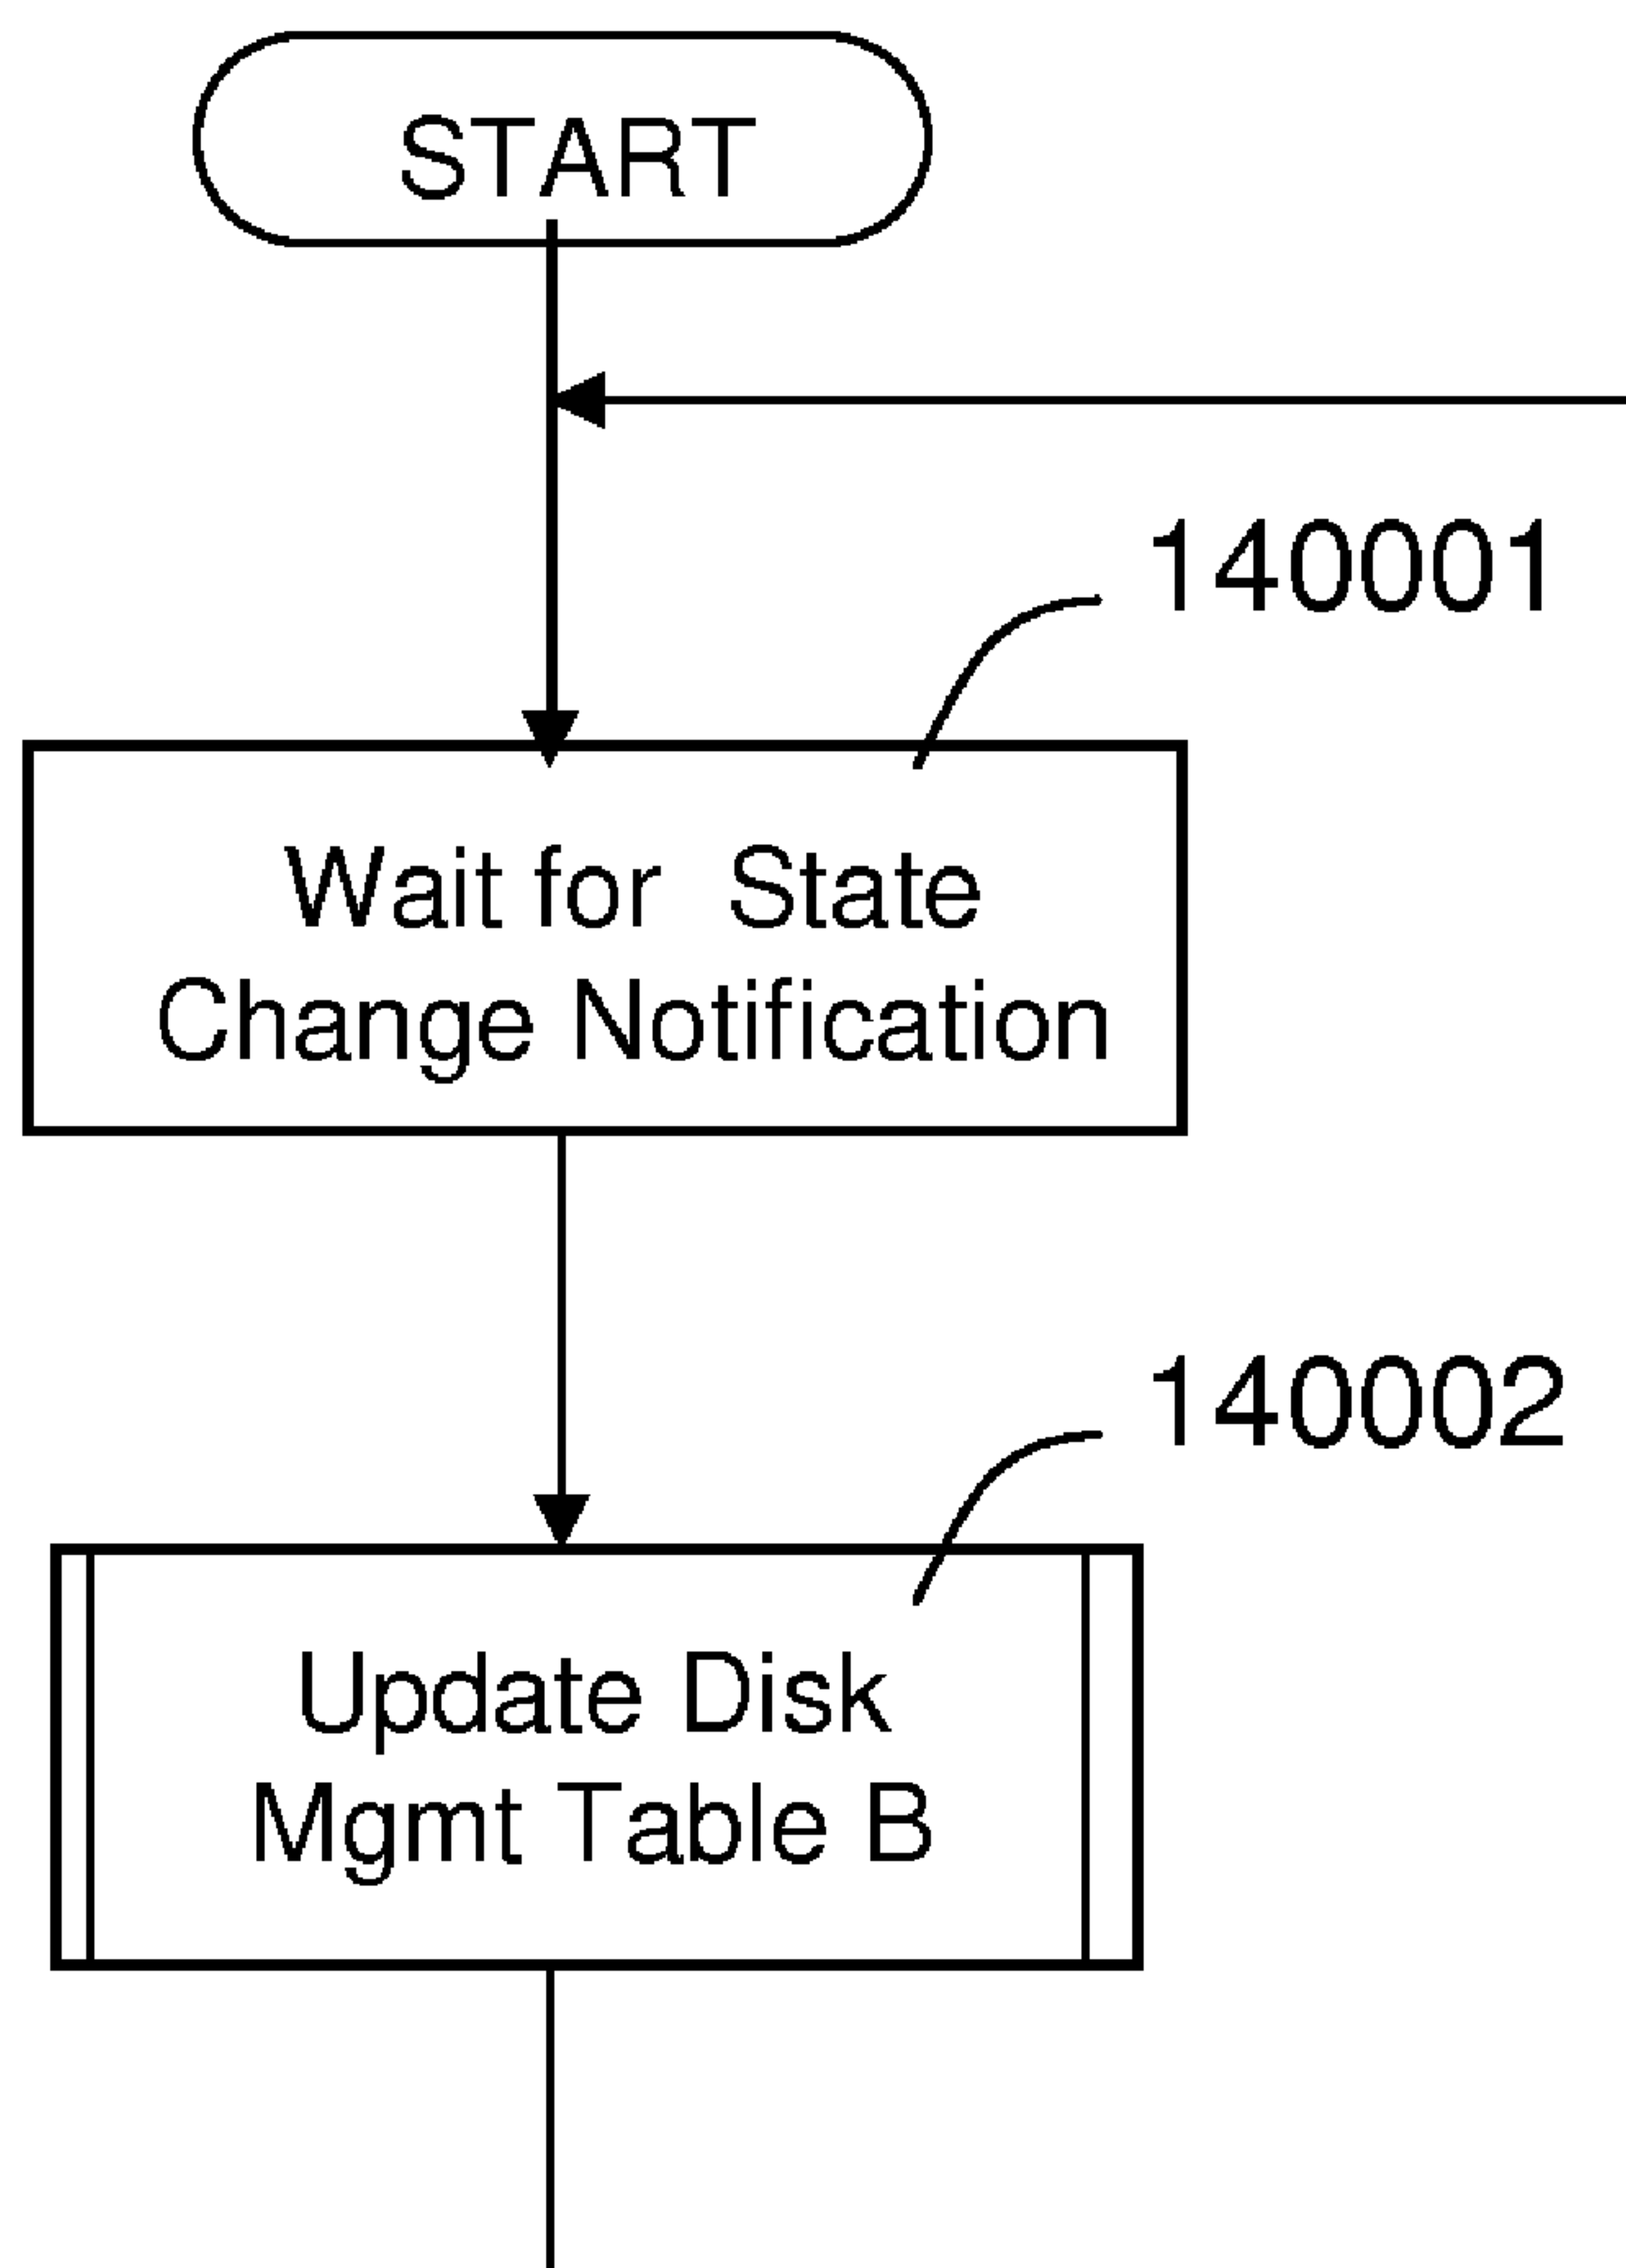 START
140001
Wait for State
Change Notification
140002
Update Disk
Mgmt Table B